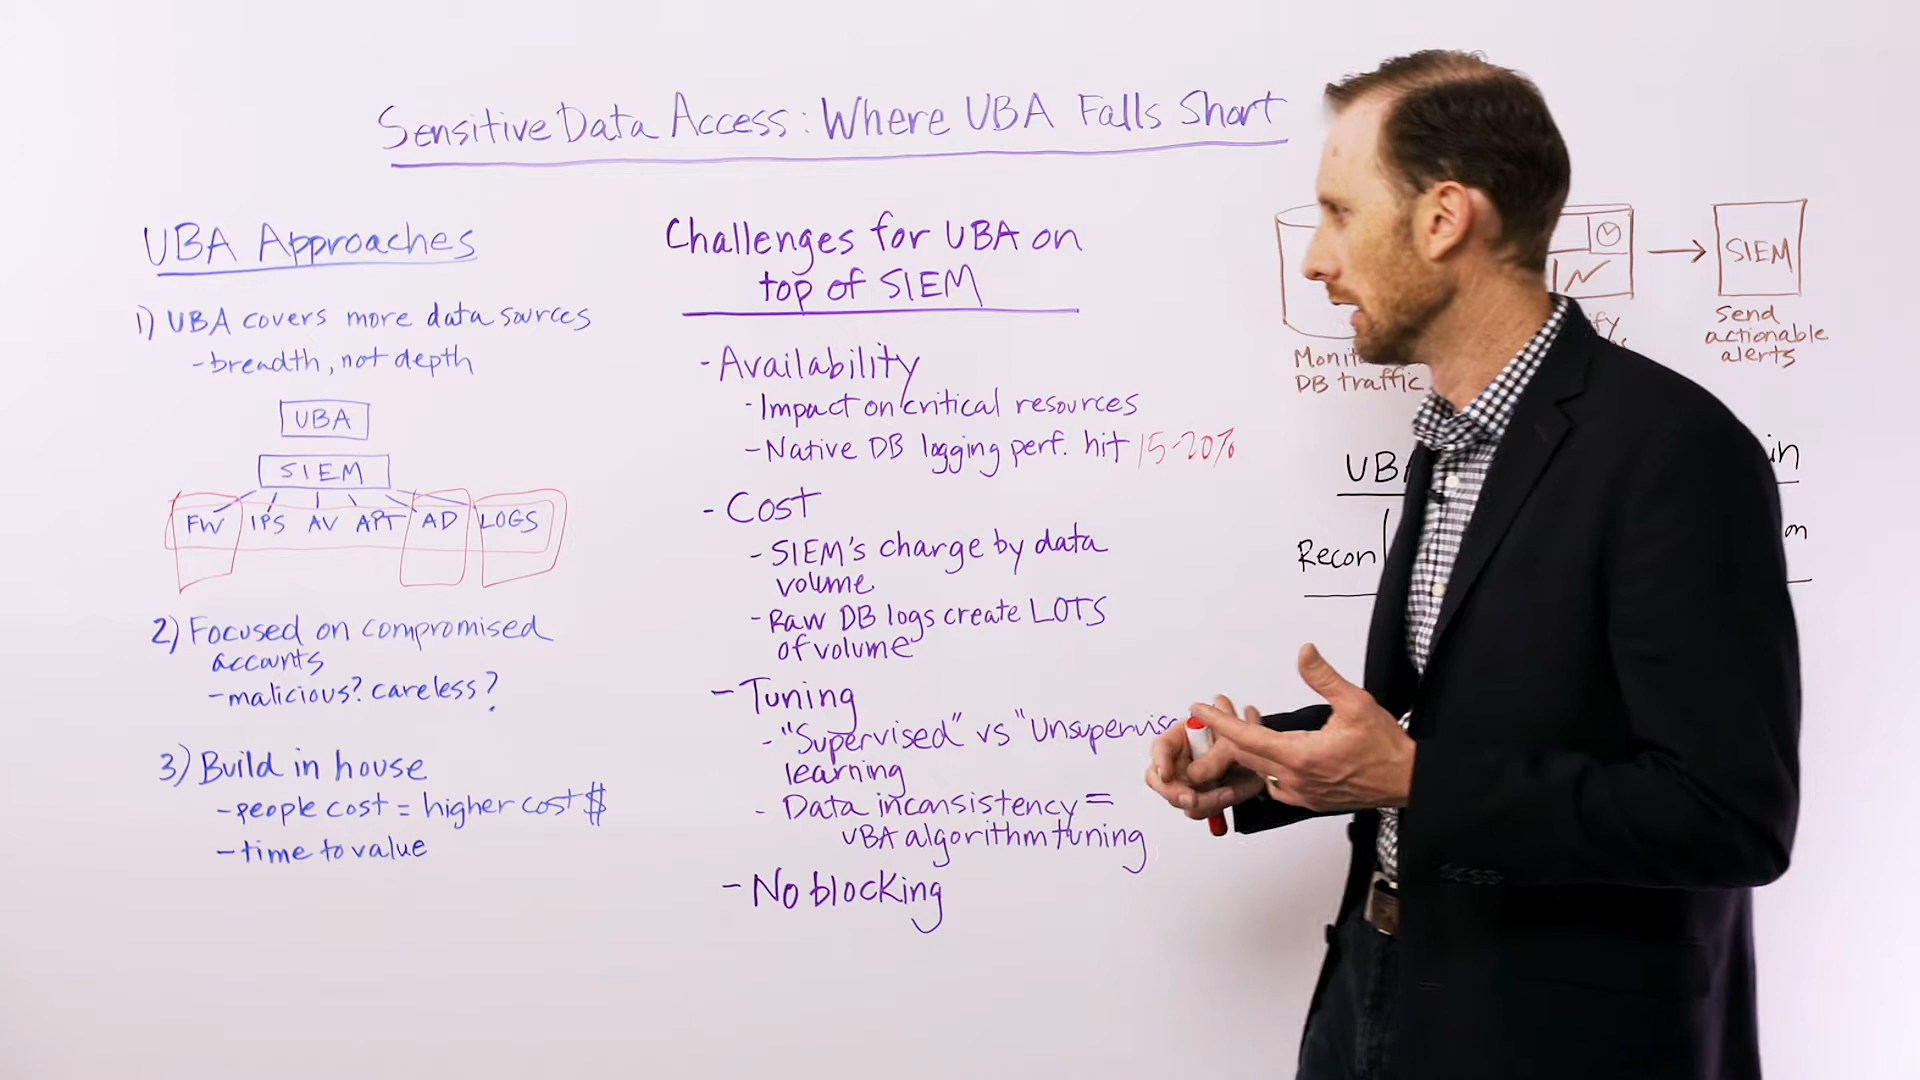 Sensitive Data Access: Where UBA Falls Short
UBA Approaches
1) UBA covers more data sources
- breadth, not depth
UBA
SIEM
FW IPS AV APT AD LOGS
2) Focused on compromised
accounts
- malicious? careless?
3) Build in house
- people cost = higher cost $
- time to value
Challenges for UBA on
top of SIEM
- Availability
- Impact on critical resources
- Native DB logging perf. hit 15-20%
- Cost
- SIEM's charge by data
volume
- Raw DB logs create LOTS
of volume
- Tuning
- "Supervised" vs "Unsupervis
learning
- Data inconsistency =
UBA algorithm tuning
- No blocking
SIEM
Send
actionable
alerts
DB traffic
Recon